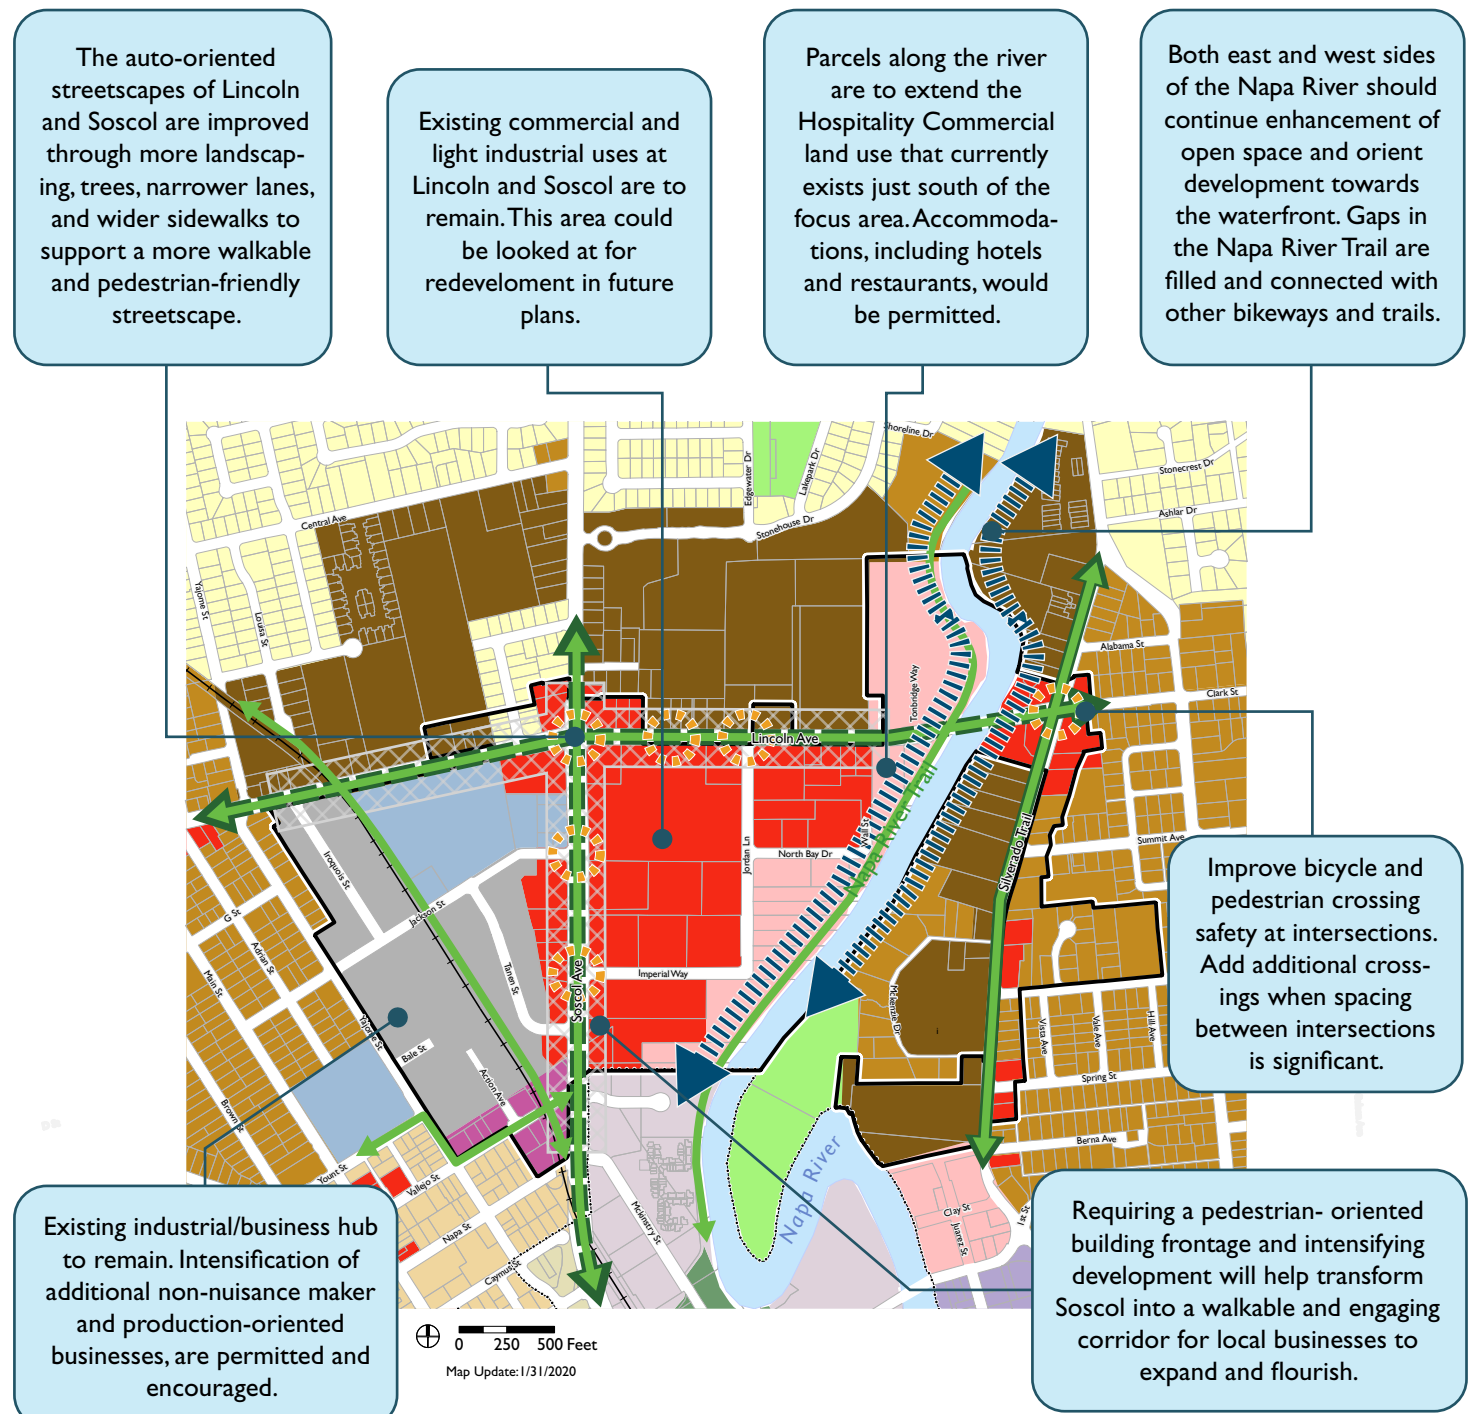 The auto-oriented
streetscapes of Lincoln
and Soscol are improved
through more landscap-
ing, trees, narrower lanes,
and wider sidewalks to
support a more walkable
and pedestrian-friendly
streetscape.
Existing commercial and
light industrial uses at
Lincoln and Soscol are to
remain. This area could
be looked at for
redeveloment in future
plans.
Parcels along the river
are to extend the
Hospitality Commercial
land use that currently
exists just south of the
focus area. Accommoda-
tions, including hotels
and restaurants, would
be permitted.
Both east and west sides
of the Napa River should
continue enhancement of
open space and orient
development towards
the waterfront. Gaps in
the Napa River Trail are
filled and connected with
other bikeways and trails.
Shoreline Dr
Edgewater Dr
Lakepark Dr
Stonecrest Dr
Ashlar Dr
Central Ave
Stonehouse Dr
Yajome St
Louisa St
Alabama St
Clark St
Tonbridge Way
Lincoln Ave
Napa River Trail
Wall St
Jordan Ln
North Bay Dr
Silverado Trail
Summit Ave
Iroquois St
Jackson St
G St
Adrian St
Main St
Tanen St
Soscol Ave
Imperial Way
Mckenzie Dr
Vista Ave
Vale Ave
Hill Ave
Yajome St
Bale St
Action Ave
Spring St
Brown St
Berna Ave
Yount St
Vallejo St
Napa St
Caymus St
Mckinstry St
Napa River
Clay St
Juarez St
1st St
Improve bicycle and
pedestrian crossing
safety at intersections.
Add additional cross-
ings when spacing
between intersections
is significant.
Existing industrial/business hub
to remain. Intensification of
additional non-nuisance maker
and production-oriented
businesses, are permitted and
encouraged.
Requiring a pedestrian- oriented
building frontage and intensifying
development will help transform
Soscol into a walkable and engaging
corridor for local businesses to
expand and flourish.
0 250 500 Feet
Map Update: 1/31/2020